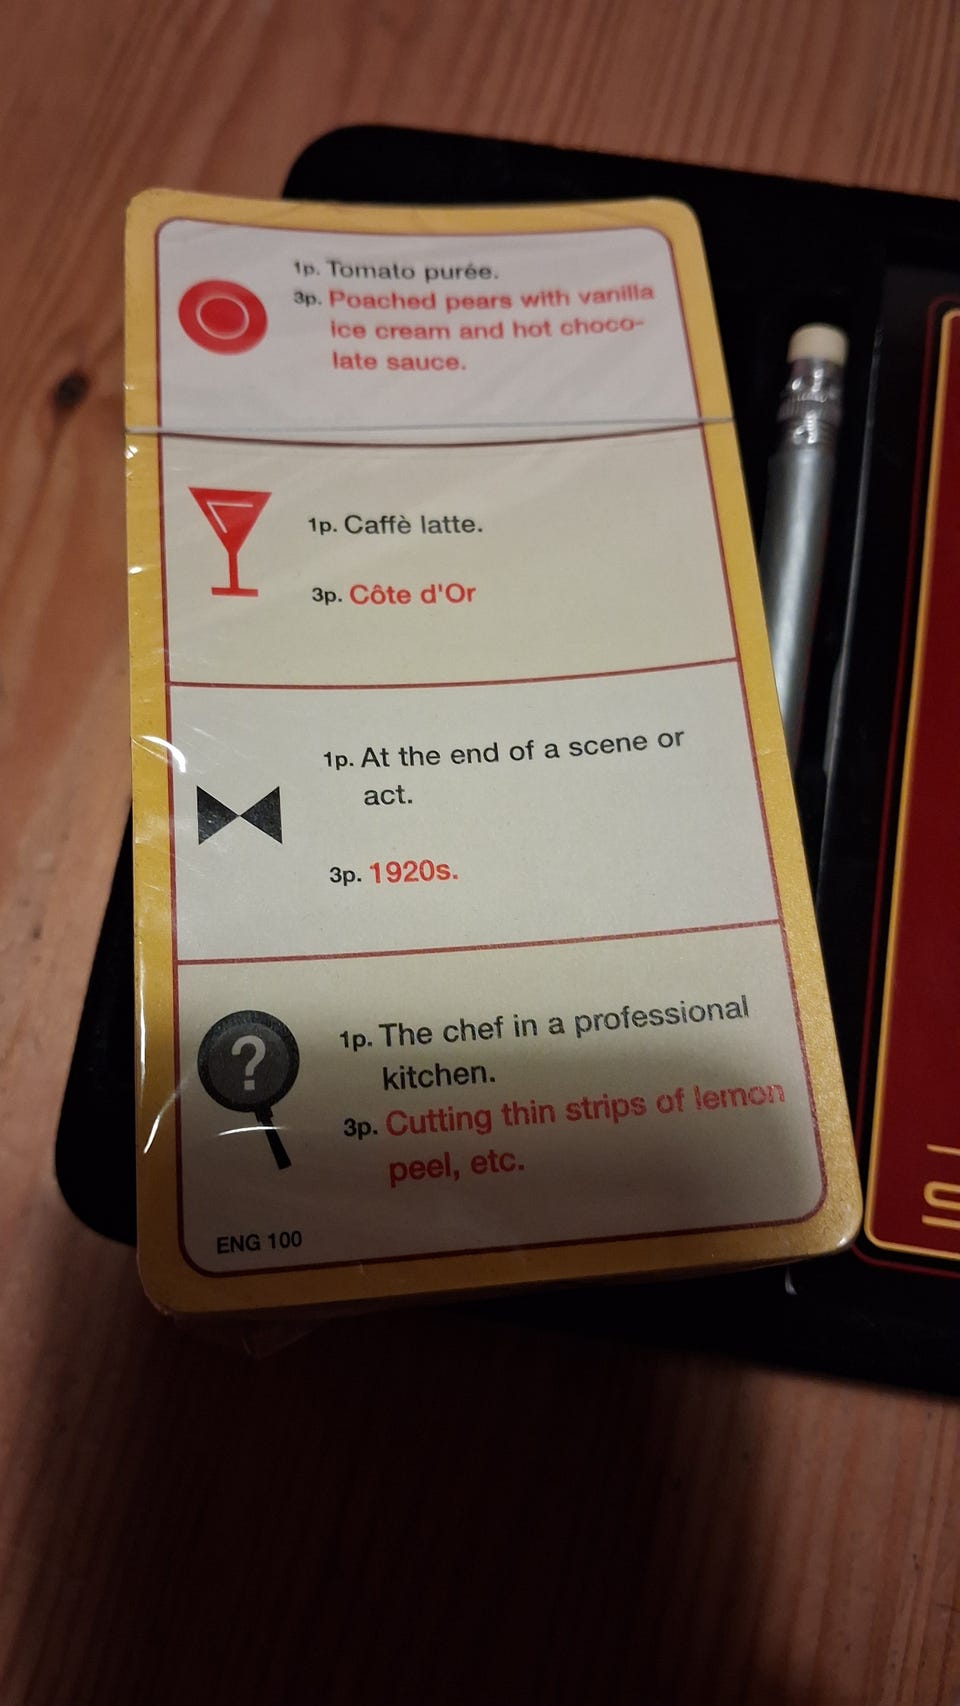 1p. Tomato purée.
3p. Poached pears with vanilla
ice cream and hot choco-
late sauce.
1p. Caffè latte.
3p. Côte d'Or
1p. At the end of a scene or
act.
3p. 1920s.
?
1p. The chef in a professional
kitchen.
3p. Cutting thin strips of lemon
peel, etc.
ENG 100